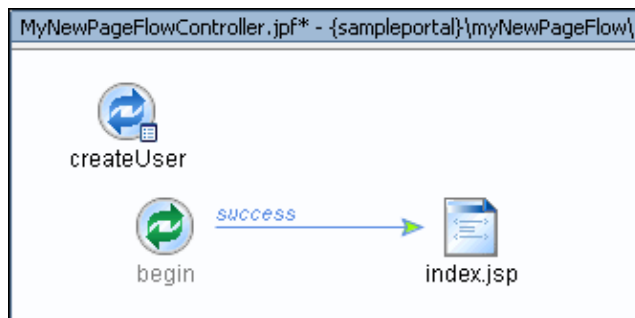 MyNewPageFlowController.jpf* - {sampleportal}\myNewPageFlow\
createUser
success
begin
index.jsp